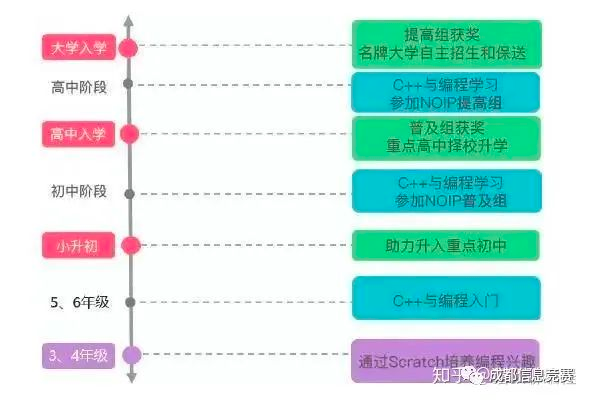 大学入学
提高组获奖
名牌大学自主招生和保送
高中阶段
C++与编程学习
参加NOIP提高组
高中入学
普及组获奖
重点高中择校升学
初中阶段
C++与编程学习
参加NOIP普及组
小升初
助力升入重点初中
5、6年级
C++与编程入门
3、4年级
通过Scratch培养编程兴趣
知乎 @成都信息竞赛